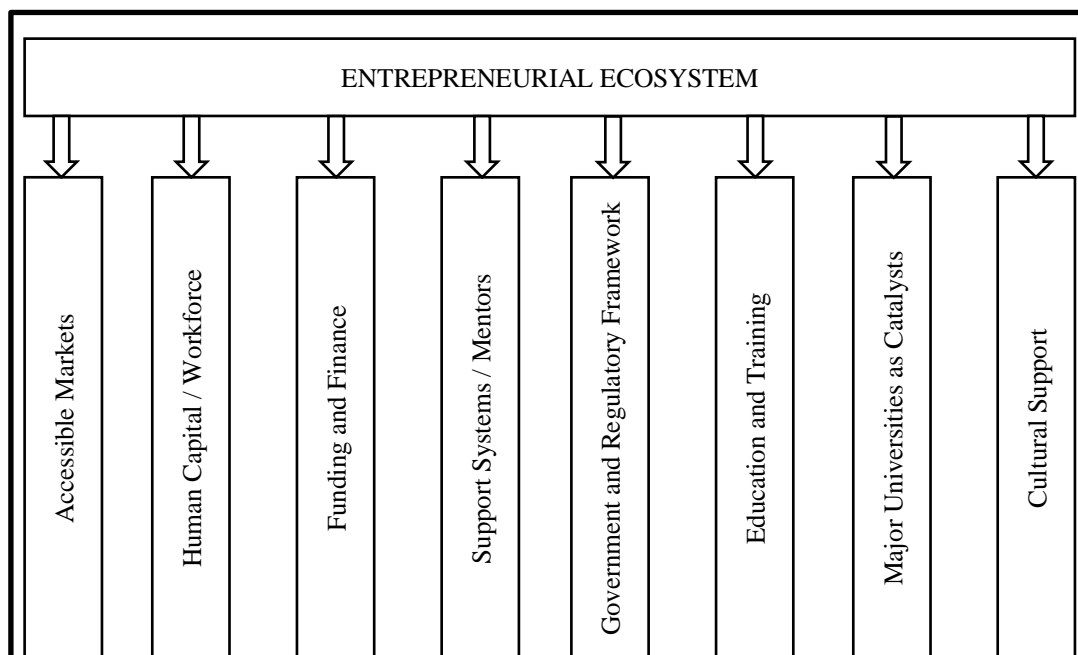 ENTREPRENEURIAL ECOSYSTEM
Accessible Markets
Human Capital / Workforce
Funding and Finance
Support Systems / Mentors
Government and Regulatory Framework
Education and Training
Major Universities as Catalysts
Cultural Support